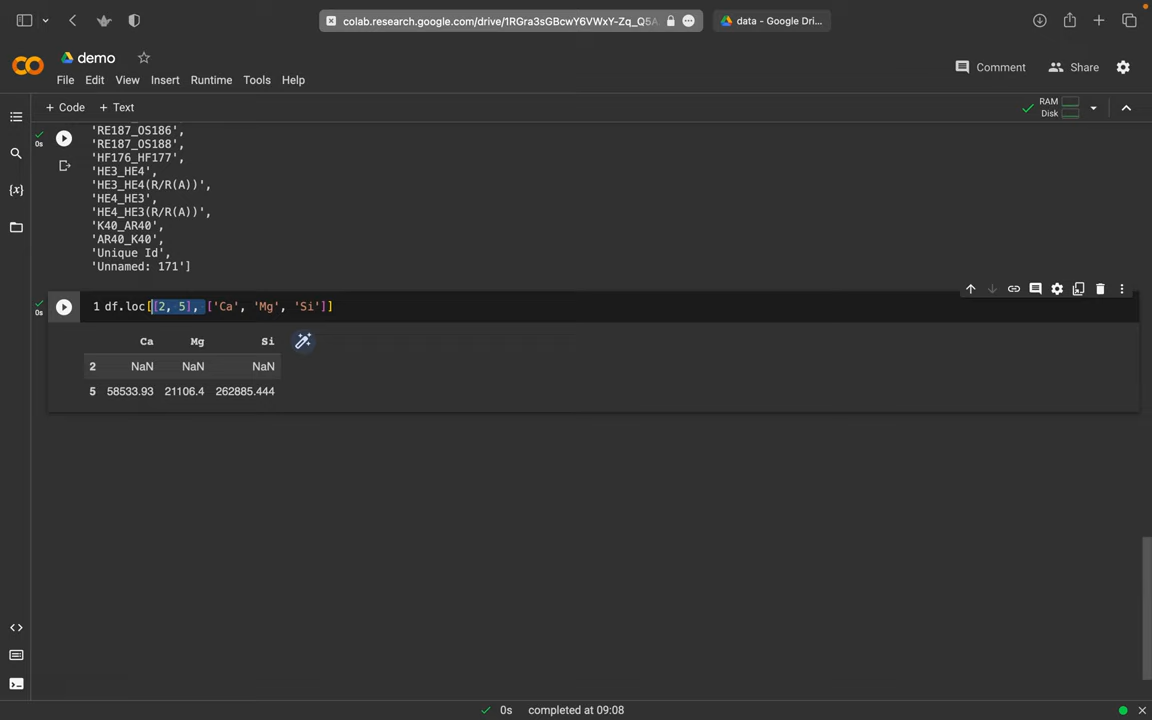 colab.research.google.com/drive/1RGra3sGBcwY6VWxY-Zq_Q5A
data - Google Dri...
demo
File Edit View Insert Runtime Tools Help
Comment
Share
+ Code + Text
RAM
Disk
'RE187_OS186',
0s
'RE187_OS188',
'HF176_HF177',
'HE3_HE4',
'HE3_HE4(R/R(A))',
{x}
'HE4_HE3',
'HE4_HE3(R/R(A))',
'K40_AR40',
'AR40_K40',
'Unique Id',
'Unnamed: 171']
1 df.loc[[2, 5], ['Ca', 'Mg', 'Si']]
0s
Ca Mg Si
2 NaN NaN NaN
5 58533.93 21106.4 262885.444
0s completed at 09:08